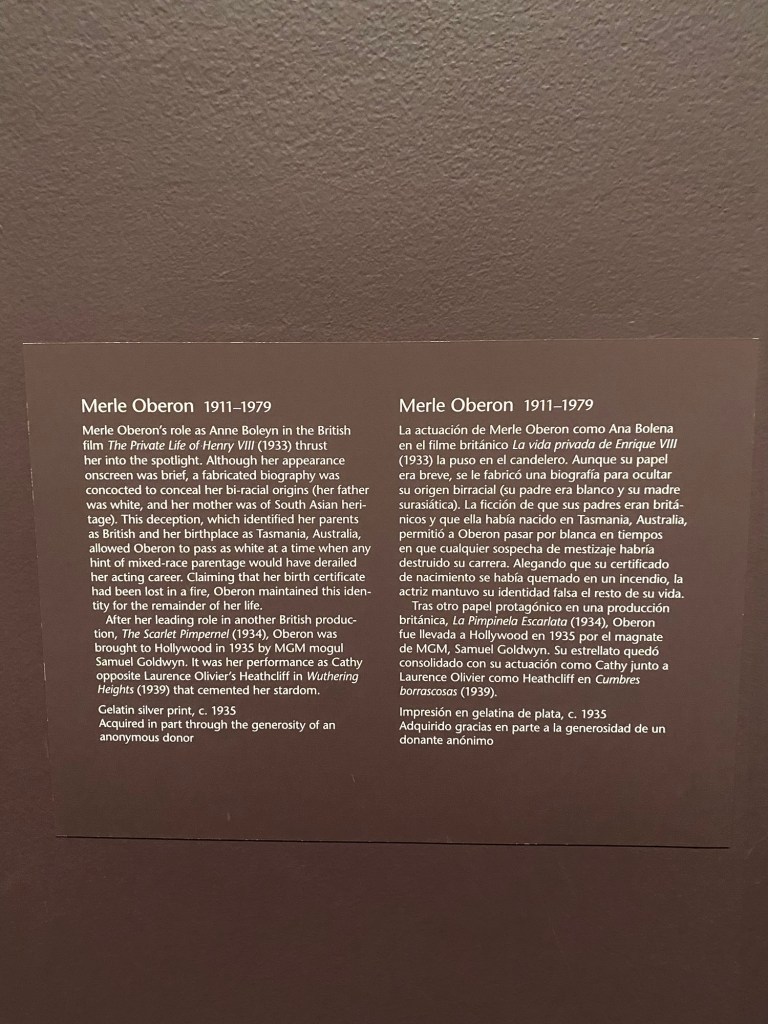 Merle Oberon 1911–1979
Merle Oberon's role as Anne Boleyn in the British
film The Private Life of Henry VIII (1933) thrust
her into the spotlight. Although her appearance
onscreen was brief, a fabricated biography was
concocted to conceal her bi-racial origins (her father
was white, and her mother was of South Asian heri-
tage). This deception, which identified her parents
as British and her birthplace as Tasmania, Australia,
allowed Oberon to pass as white at a time when any
hint of mixed-race parentage would have derailed
her acting career. Claiming that her birth certificate
had been lost in a fire, Oberon maintained this iden-
tity for the remainder of her life.
After her leading role in another British produc-
tion, The Scarlet Pimpernel (1934), Oberon was
brought to Hollywood in 1935 by MGM mogul
Samuel Goldwyn. It was her performance as Cathy
opposite Laurence Olivier's Heathcliff in Wuthering
Heights (1939) that cemented her stardom.
Gelatin silver print, c. 1935
Acquired in part through the generosity of an
anonymous donor
Merle Oberon 1911–1979
La actuación de Merle Oberon como Ana Bolena
en el filme británico La vida privada de Enrique VIII
(1933) la puso en el candelero. Aunque su papel
era breve, se le fabricó una biografía para ocultar
su origen birracial (su padre era blanco y su madre
surasiática). La ficción de que sus padres eran britá-
nicos y que ella había nacido en Tasmania, Australia,
permitió a Oberon pasar por blanca en tiempos
en que cualquier sospecha de mestizaje habría
destruido su carrera. Alegando que su certificado
de nacimiento se había quemado en un incendio, la
actriz mantuvo su identidad falsa el resto de su vida.
Tras otro papel protagónico en una producción
británica, La Pimpinela Escarlata (1934), Oberon
fue llevada a Hollywood en 1935 por el magnate
de MGM, Samuel Goldwyn. Su estrellato quedó
consolidado con su actuación como Cathy junto a
Laurence Olivier como Heathcliff en Cumbres
borrascosas (1939).
Impresión en gelatina de plata, c. 1935
Adquirido gracias en parte a la generosidad de un
donante anónimo